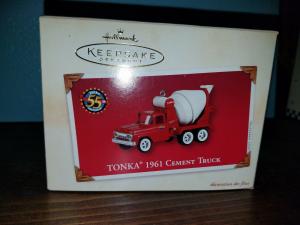 Hallmark
KEEPSAKE
ORNAMENT
55
TONKA® 1961 CEMENT TRUCK